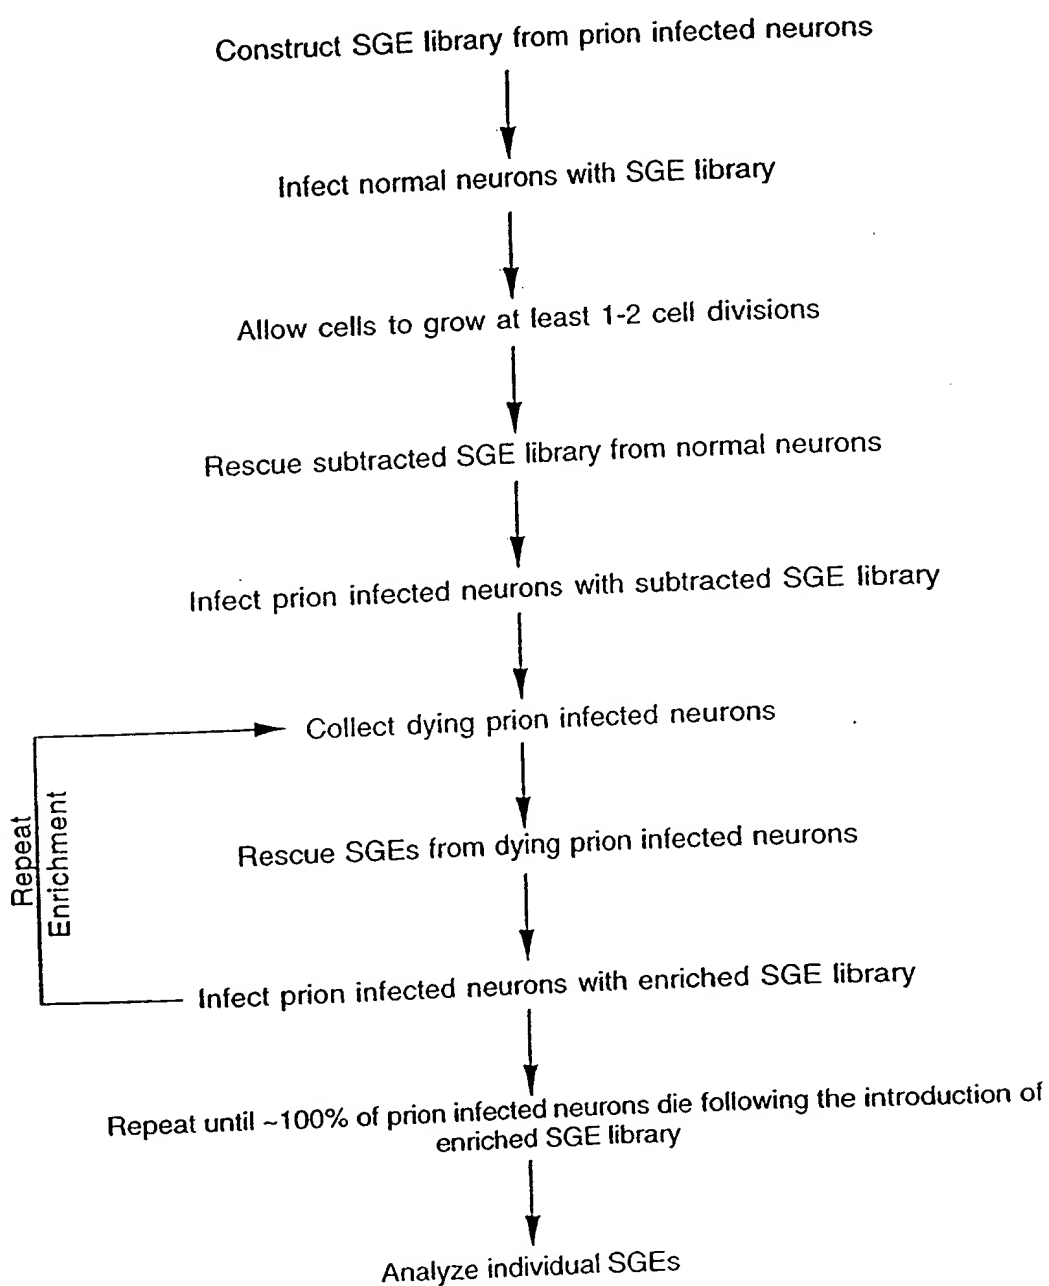 Construct SGE library from prion infected neurons
Infect normal neurons with SGE library
Allow cells to grow at least 1-2 cell divisions
Rescue subtracted SGE library from normal neurons
Infect prion infected neurons with subtracted SGE library
Collect dying prion infected neurons
Repeat
Enrichment
Rescue SGEs from dying prion infected neurons
Infect prion infected neurons with enriched SGE library
Repeat until ~100% of prion infected neurons die following the introduction of
enriched SGE library
Analyze individual SGEs